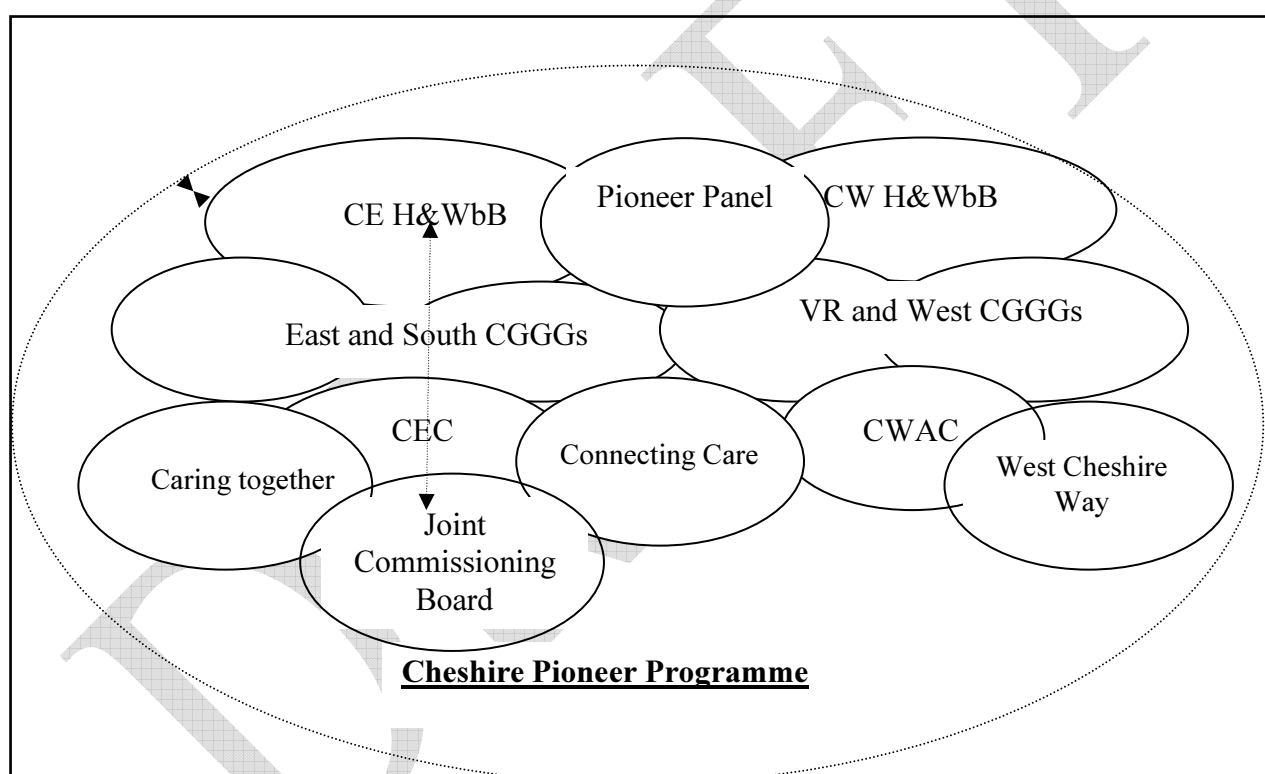 CE H&WbB
Pioneer Panel
CW H&WbB
East and South CGGGs
VR and West CGGGs
Caring together
CEC
Connecting Care
CWAC
West Cheshire
Way
Joint
Commissioning
Board
Cheshire Pioneer Programme